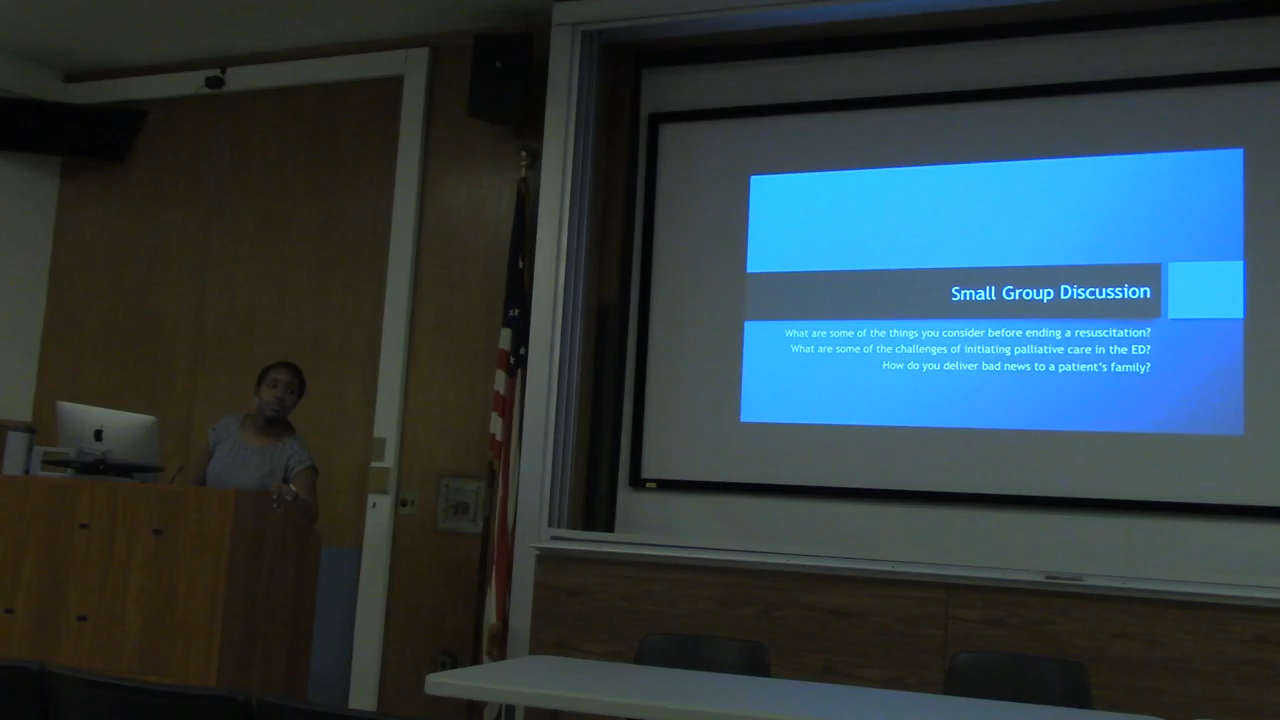 Small Group Discussion
What are some of the things you consider before ending a resuscitation?
What are some of the challenges of initiating palliative care in the ED?
How do you deliver bad news to a patient's family?